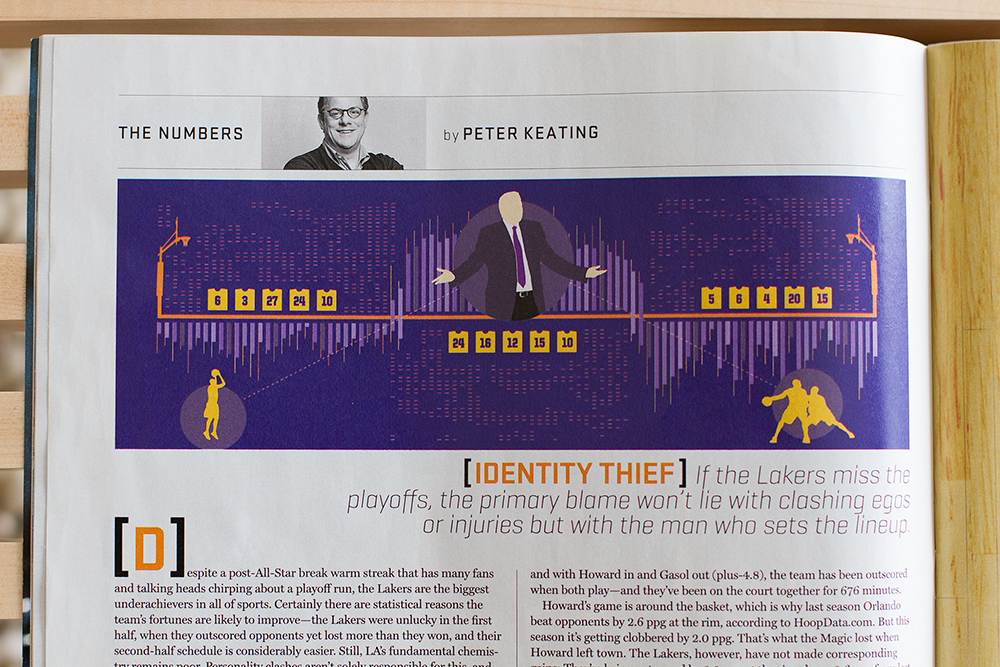 THE NUMBERS
by PETER KEATING
6 3 27 24 10
5 6 4 20 15
24 16 12 15 10
[IDENTITY THIEF] If the Lakers miss the
playoffs, the primary blame won't lie with clashing egos
or injuries but with the man who sets the lineup.
[D]espite a post-All-Star break warm streak that has many fans
and talking heads chirping about a playoff run, the Lakers are the biggest
underachievers in all of sports. Certainly there are statistical reasons the
team's fortunes are likely to improve—the Lakers were unlucky in the first
half, when they outscored opponents yet lost more than they won, and their
second-half schedule is considerably easier. Still, LA's fundamental chemis-
try remains poor. Personality clashes aren't solely responsible for this, and
and with Howard in and Gasol out (plus-4.8), the team has been outscored
when both play—and they've been on the court together for 676 minutes.
Howard's game is around the basket, which is why last season Orlando
beat opponents by 2.6 ppg at the rim, according to HoopData.com. But this
season it's getting clobbered by 2.0 ppg. That's what the Magic lost when
Howard left town. The Lakers, however, have not made corresponding